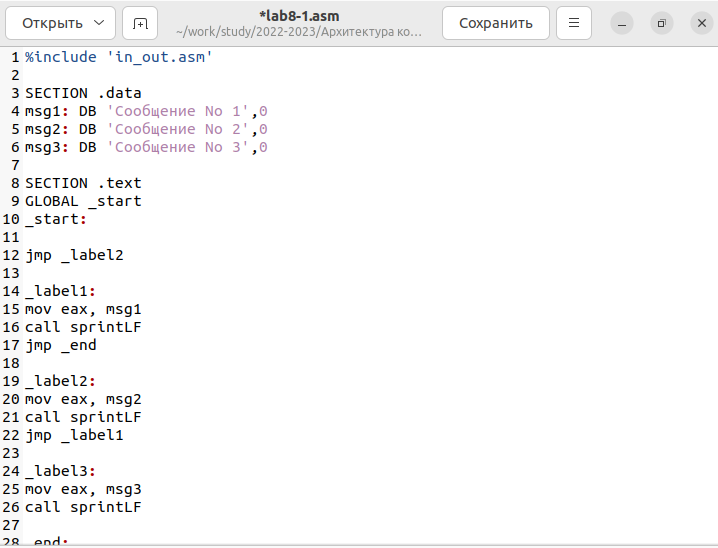 Открыть
*lab8-1.asm
~/work/study/2022-2023/Архитектура ко…
Сохранить
1 %include 'in_out.asm'
2
3 SECTION .data
4 msg1: DB 'Сообщение No 1',0
5 msg2: DB 'Сообщение No 2',0
6 msg3: DB 'Сообщение No 3',0
7
8 SECTION .text
9 GLOBAL _start
10 _start:
11
12 jmp _label2
13
14 _label1:
15 mov eax, msg1
16 call sprintLF
17 jmp _end
18
19 _label2:
20 mov eax, msg2
21 call sprintLF
22 jmp _label1
23
24 _label3:
25 mov eax, msg3
26 call sprintLF
27
28 _end: